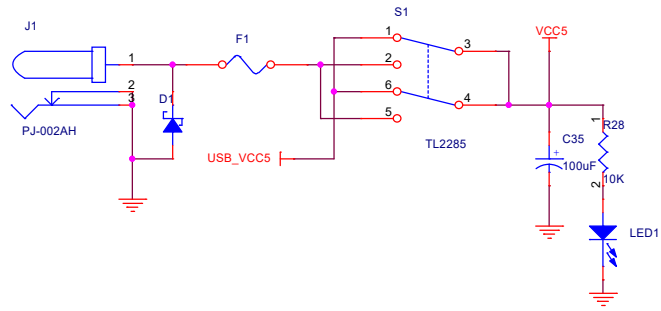 S1
J1
F1
VCC5
1
1
3
2
2
3
D1
6
4
5
PJ-002AH
TL2285
USB_VCC5
C35
+
100uF
1
R28
10K
2
LED1